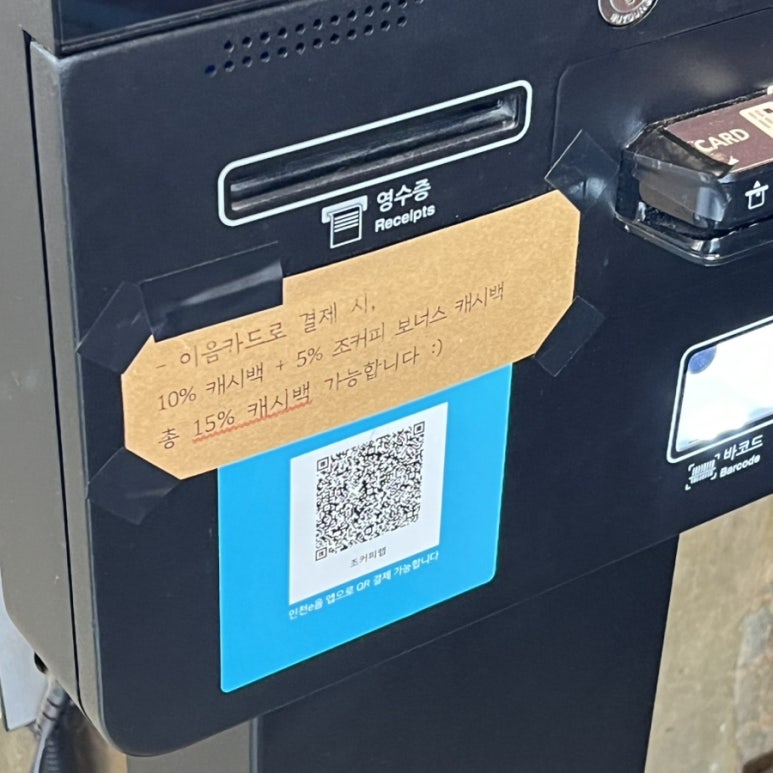 영수증
Receipts
CARD
- 이음카드로 결제 시,
10% 캐시백 + 5% 조커피 보너스 캐시백
총 15% 캐시백 가능합니다 :)
바코드
Barcode
조커피랩
인천e음 앱으로 QR 결제 가능합니다